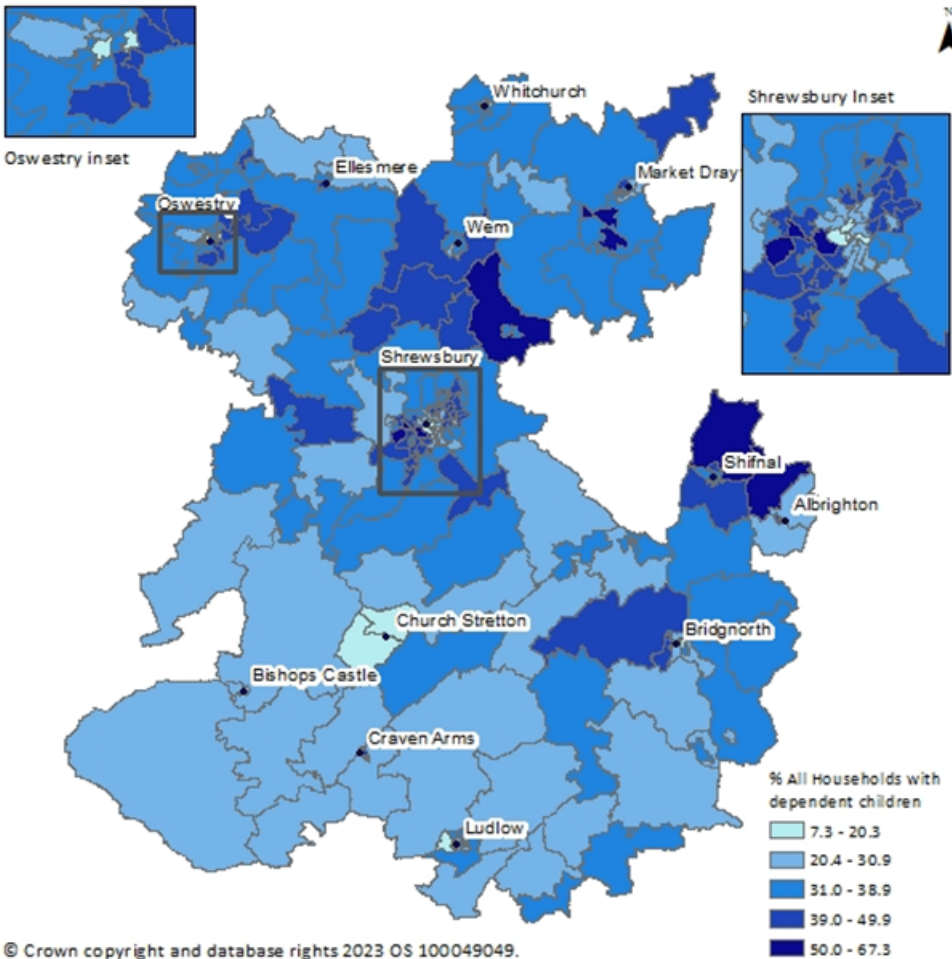 N
Oswestry inset
Whitchurch
Shrewsbury Inset
Ellesmere
Market Dray
Oswestry
Wem
Shrewsbury
Shifnal
Albrighton
Church Stretton
Bridgnorth
Bishops Castle
Craven Arms
Ludlow
% All Households with
dependent children
7.3 - 20.3
20.4 - 30.9
31.0 - 38.9
39.0 - 49.9
50.0 - 67.3
© Crown copyright and database rights 2023 OS 100049049.